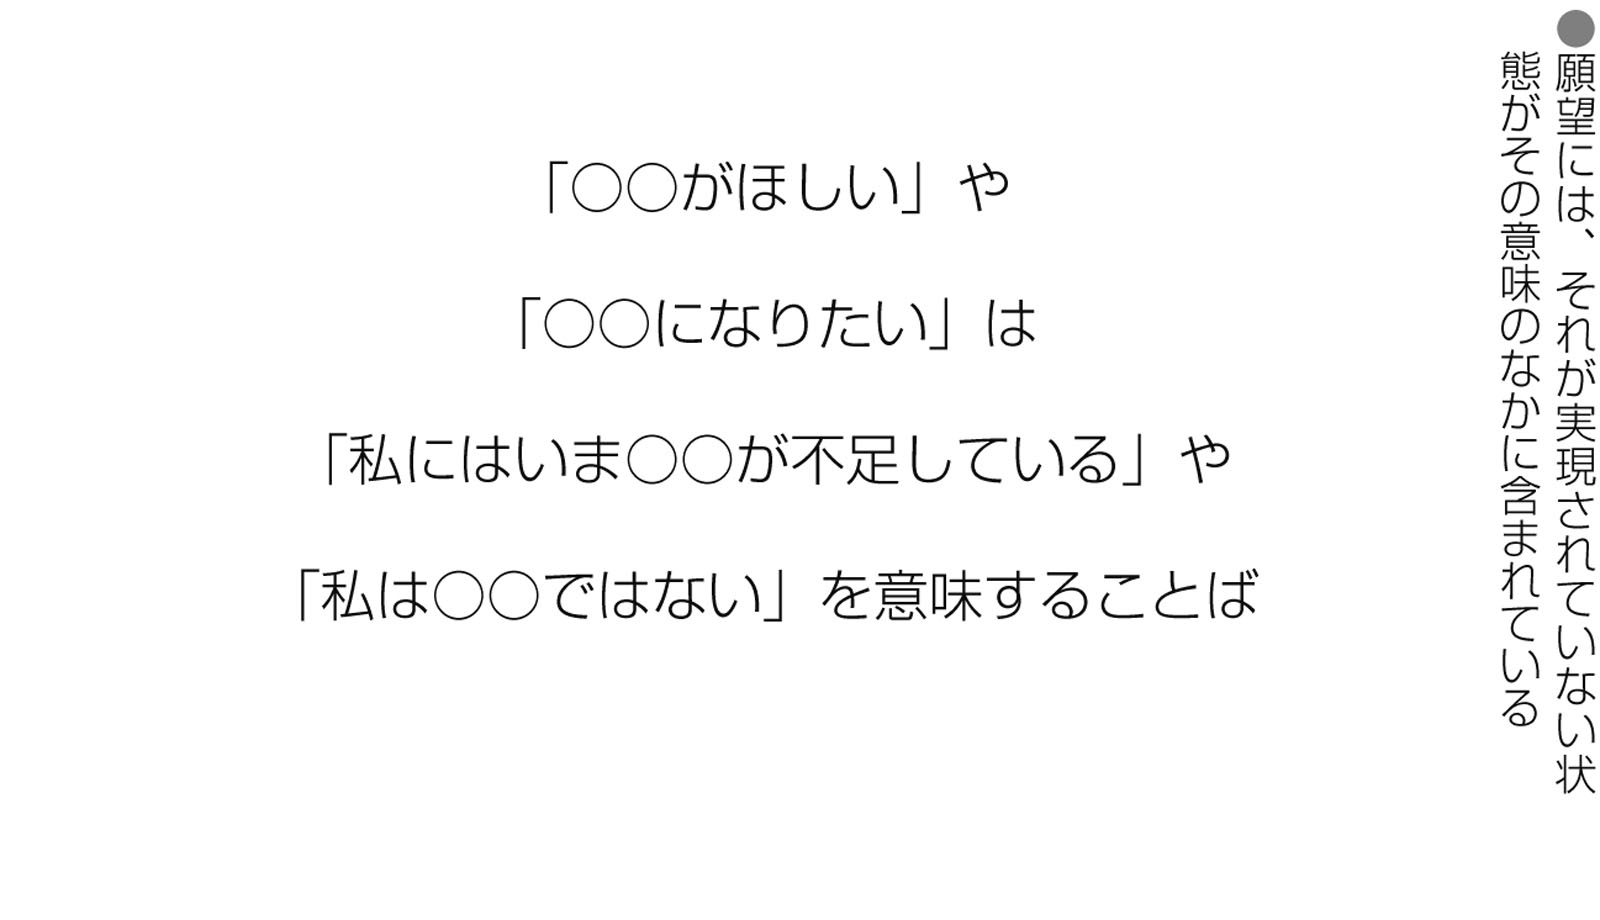 ●願望には、それが実現されていない状
態がその意味のなかに含まれている
「○○がほしい」や
「○○になりたい」は
「私にはいま○○が不足している」や
「私は○○ではない」を意味することば